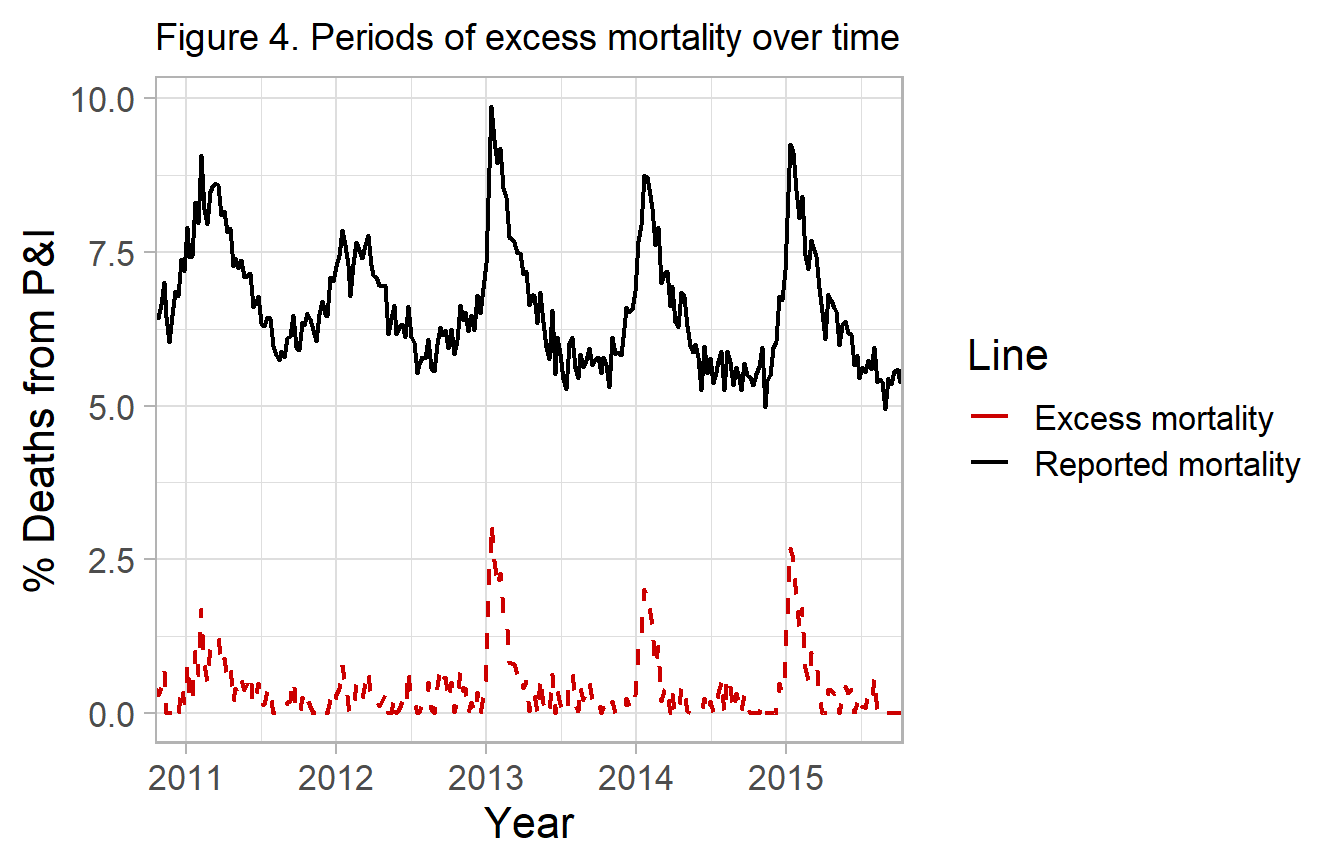 Figure 4. Periods of excess mortality over time
% Deaths from P&I
10.0
7.5
5.0
2.5
0.0
2011 2012 2013 2014 2015
Year
Line
Excess mortality
Reported mortality